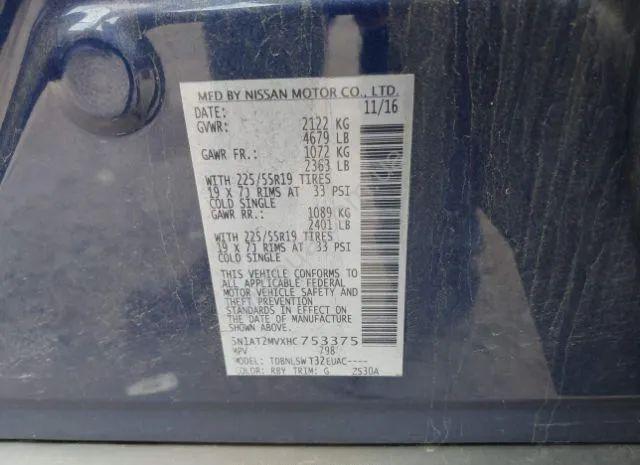 MFD BY NISSAN MOTOR CO., LTD.
DATE: 11/16
GVWR: 2122 KG
4679 LB
GAWR FR.: 1072 KG
2363 LB
WITH 225/55R19 TIRES
19 X 7J RIMS AT 33 PSI
COLD SINGLE
GAWR RR.: 1089 KG
2401 LB
WITH 225/55R19 TIRES
19 X 7J RIMS AT 33 PSI
COLD SINGLE
THIS VEHICLE CONFORMS TO
ALL APPLICABLE FEDERAL
MOTOR VEHICLE SAFETY AND
THEFT PREVENTION
STANDARDS IN EFFECT ON
THE DATE OF MANUFACTURE
SHOWN ABOVE.
5N1AT2MVXHC753375
MPV 298
MODEL: TDBNLSW T32EUAC----
COLOR: RBY TRIM: G 2S30A